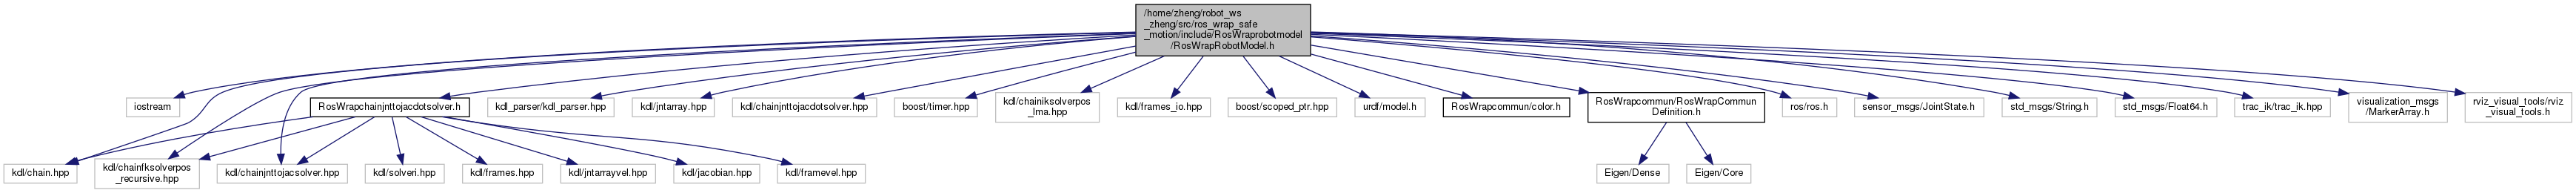 /home/zheng/robot_ws
_zheng/src/ros_wrap_safe
_motion/include/RosWraprobotmodel
/RosWrapRobotModel.h
iostream
RosWrapchainjnttojacdotsolver.h
kdl_parser/kdl_parser.hpp
kdl/jntarray.hpp
kdl/chainjnttojacdotsolver.hpp
boost/timer.hpp
kdl/chainiksolverpos
_lma.hpp
kdl/frames_io.hpp
boost/scoped_ptr.hpp
urdf/model.h
RosWrapcommun/color.h
RosWrapcommun/RosWrapCommun
Definition.h
ros/ros.h
sensor_msgs/JointState.h
std_msgs/String.h
std_msgs/Float64.h
trac_ik/trac_ik.hpp
visualization_msgs
/MarkerArray.h
rviz_visual_tools/rviz
_visual_tools.h
kdl/chain.hpp
kdl/chainfksolverpos
_recursive.hpp
kdl/chainjnttojacsolver.hpp
kdl/solveri.hpp
kdl/frames.hpp
kdl/jntarrayvel.hpp
kdl/jacobian.hpp
kdl/framevel.hpp
Eigen/Dense
Eigen/Core